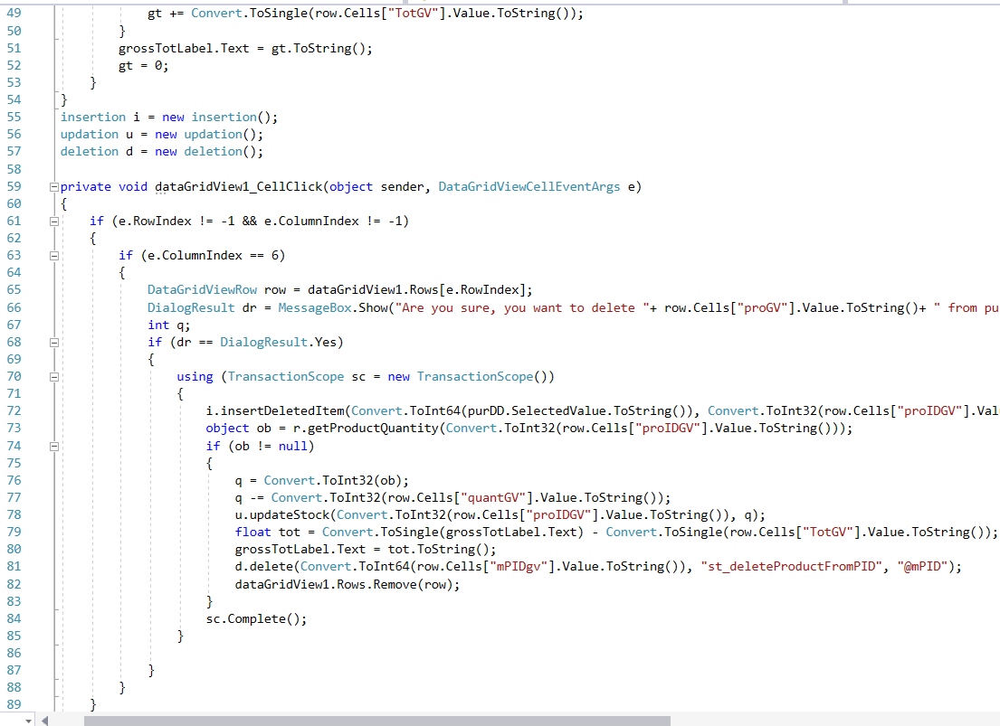 49 gt += Convert.ToSingle(row.Cells["TotGV"].Value.ToString());
50 }
51 grossTotLabel.Text = gt.ToString();
52 gt = 0;
53 }
54 }
55 insertion i = new insertion();
56 updation u = new updation();
57 deletion d = new deletion();
58
59 private void dataGridView1_CellClick(object sender, DataGridViewCellEventArgs e)
60 {
61 if (e.RowIndex != -1 && e.ColumnIndex != -1)
62 {
63 if (e.ColumnIndex == 6)
64 {
65 DataGridViewRow row = dataGridView1.Rows[e.RowIndex];
66 DialogResult dr = MessageBox.Show("Are you sure, you want to delete "+ row.Cells["proGV"].Value.ToString()+ " from pu
67 int q;
68 if (dr == DialogResult.Yes)
69 {
70 using (TransactionScope sc = new TransactionScope())
71 {
72 i.insertDeletedItem(Convert.ToInt64(purDD.SelectedValue.ToString()), Convert.ToInt32(row.Cells["proIDGV"].Val
73 object ob = r.getProductQuantity(Convert.ToInt32(row.Cells["proIDGV"].Value.ToString()));
74 if (ob != null)
75 {
76 q = Convert.ToInt32(ob);
77 q -= Convert.ToInt32(row.Cells["quantGV"].Value.ToString());
78 u.updateStock(Convert.ToInt32(row.Cells["proIDGV"].Value.ToString()), q);
79 float tot = Convert.ToSingle(grossTotLabel.Text) - Convert.ToSingle(row.Cells["TotGV"].Value.ToString());
80 grossTotLabel.Text = tot.ToString();
81 d.delete(Convert.ToInt64(row.Cells["mPIDgv"].Value.ToString()), "st_deleteProductFromPID", "@mPID");
82 dataGridView1.Rows.Remove(row);
83 }
84 sc.Complete();
85 }
86
87 }
88 }
89 }